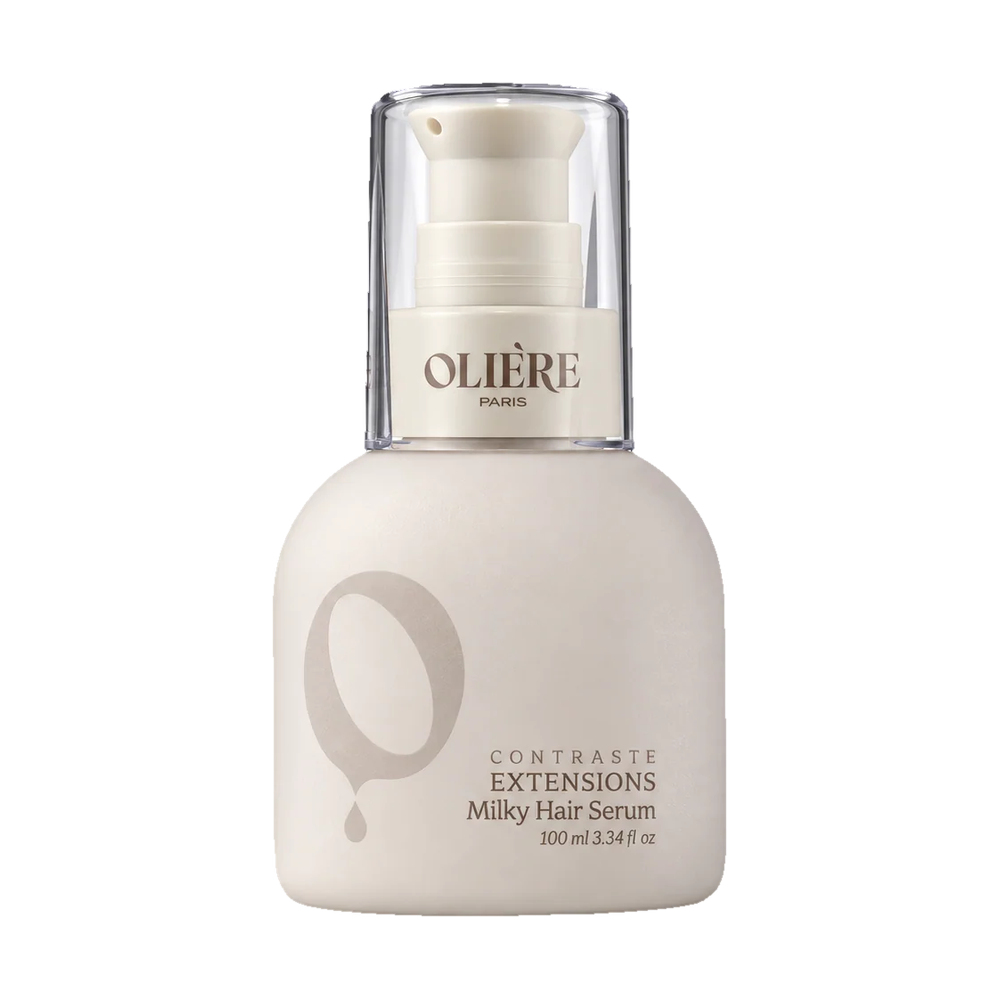 OLIÈRE
PARIS
CONTRASTE
EXTENSIONS
Milky Hair Serum
100 ml 3.34 fl oz